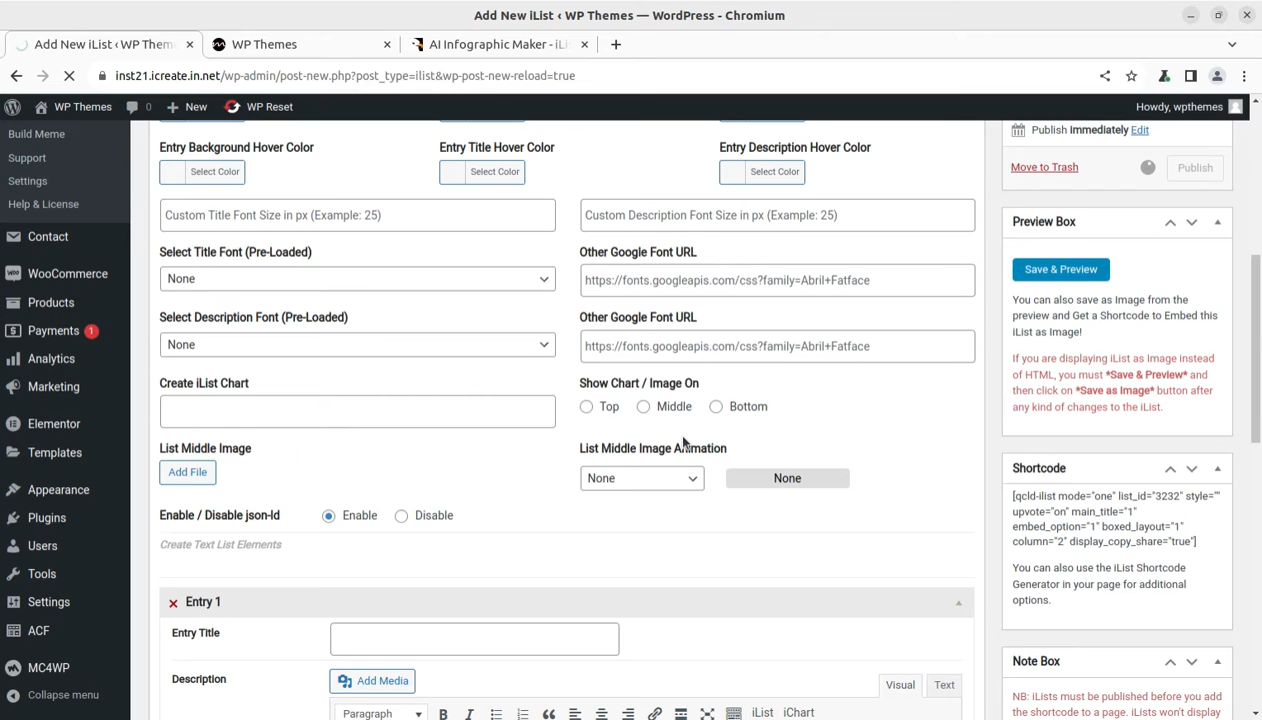 Add New iList ‹ WP Themes — WordPress - Chromium
Add New iList ‹ WP Them
WP Themes
AI Infographic Maker - iLi
inst21.icreate.in.net/wp-admin/post-new.php?post_type=ilist&wp-post-new-reload=true
WP Themes
0
New
WP Reset
Howdy, wpthemes
Build Meme
Support
Settings
Help & License
Contact
WooCommerce
Products
Payments 1
Analytics
Marketing
Elementor
Templates
Appearance
Plugins
Users
Tools
Settings
ACF
MC4WP
Collapse menu
Entry Background Hover Color
Entry Title Hover Color
Entry Description Hover Color
Select Color
Select Color
Select Color
Custom Title Font Size in px (Example: 25)
Custom Description Font Size in px (Example: 25)
Select Title Font (Pre-Loaded)
Other Google Font URL
None
https://fonts.googleapis.com/css?family=Abril+Fatface
Select Description Font (Pre-Loaded)
Other Google Font URL
None
https://fonts.googleapis.com/css?family=Abril+Fatface
Create iList Chart
Show Chart / Image On
Top
Middle
Bottom
List Middle Image
List Middle Image Animation
Add File
None
None
Enable / Disable json-ld
Enable
Disable
Create Text List Elements
Entry 1
Entry Title
Description
Add Media
Visual
Text
Paragraph
iList
iChart
Publish Immediately Edit
Move to Trash
Publish
Preview Box
Save & Preview
You can also save as Image from the
preview and Get a Shortcode to Embed this
iList as Image!
If you are displaying iList as Image instead
of HTML, you must *Save & Preview* and
then click on *Save as Image* button after
any kind of changes to the iList.
Shortcode
[qcld-ilist mode="one" list_id="3232" style=""
upvote="on" main_title="1"
embed_option="1" boxed_layout="1"
column="2" display_copy_share="true"]
You can also use the iList Shortcode
Generator in your page for additional
options.
Note Box
NB: iLists must be published before you add
the shortcode to a page. iLists won't display